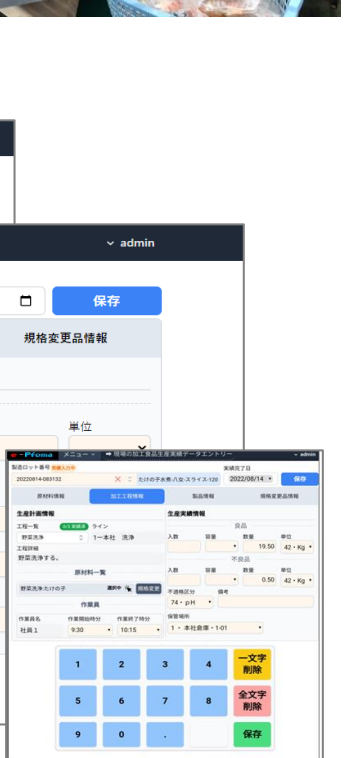 admin
保存
規格変更品情報
単位
e-Pfoma メニュー ➡ 現場の加工食品生産実績データエントリー admin
製造ロット番号 実績入力中 実績完了日
20220814-083152 たけのこ水煮-八女-スライス-120 2022/08/14 保存
原材料情報 加工工程情報 製品情報 規格変更品情報
生産計画情報 生産実績情報
工程一覧 ライン 良品
野菜洗浄 1ー本社 洗浄 入数 容量 数量 単位
工程詳細 19.50 42・Kg
野菜洗浄する。 不良品
原材料一覧 入数 容量 数量 単位
野菜洗浄:たけの子 選択中 規格変更 0.50 42・Kg
作業員 不適格区分 備考
74・pH
作業員名 作業開始時分 作業終了時分 保管場所
社員1 9:30 10:15 1・本社倉庫・1-01
1 2 3 4 一文字削除
5 6 7 8 全文字削除
9 0 . 保存